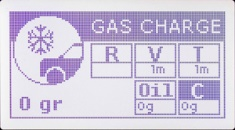 GAS CHARGE
R V T
1m 1m
Oil C
0 gr 0g 0g